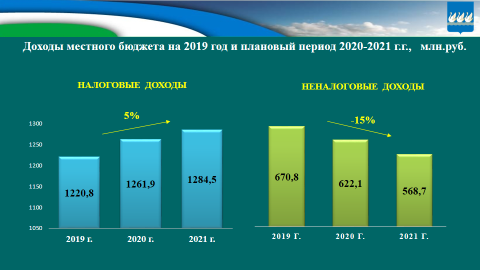 Доходы местного бюджета на 2019 год и плановый период 2020-2021 г.г., млн.руб.
НАЛОГОВЫЕ ДОХОДЫ
5%
1300
1250
1200
1150
1100
1050
1220,8
1261,9
1284,5
2019 г.
2020 г.
2021 г.
НЕНАЛОГОВЫЕ ДОХОДЫ
-15%
670,8
622,1
568,7
2019 Г.
2020 Г.
2021 Г.